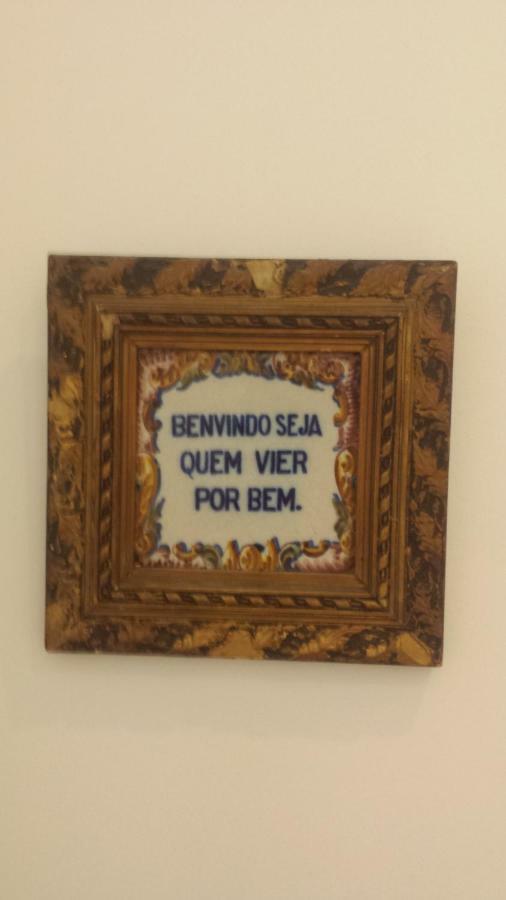 BENVINDO SEJA
QUEM VIER
POR BEM.